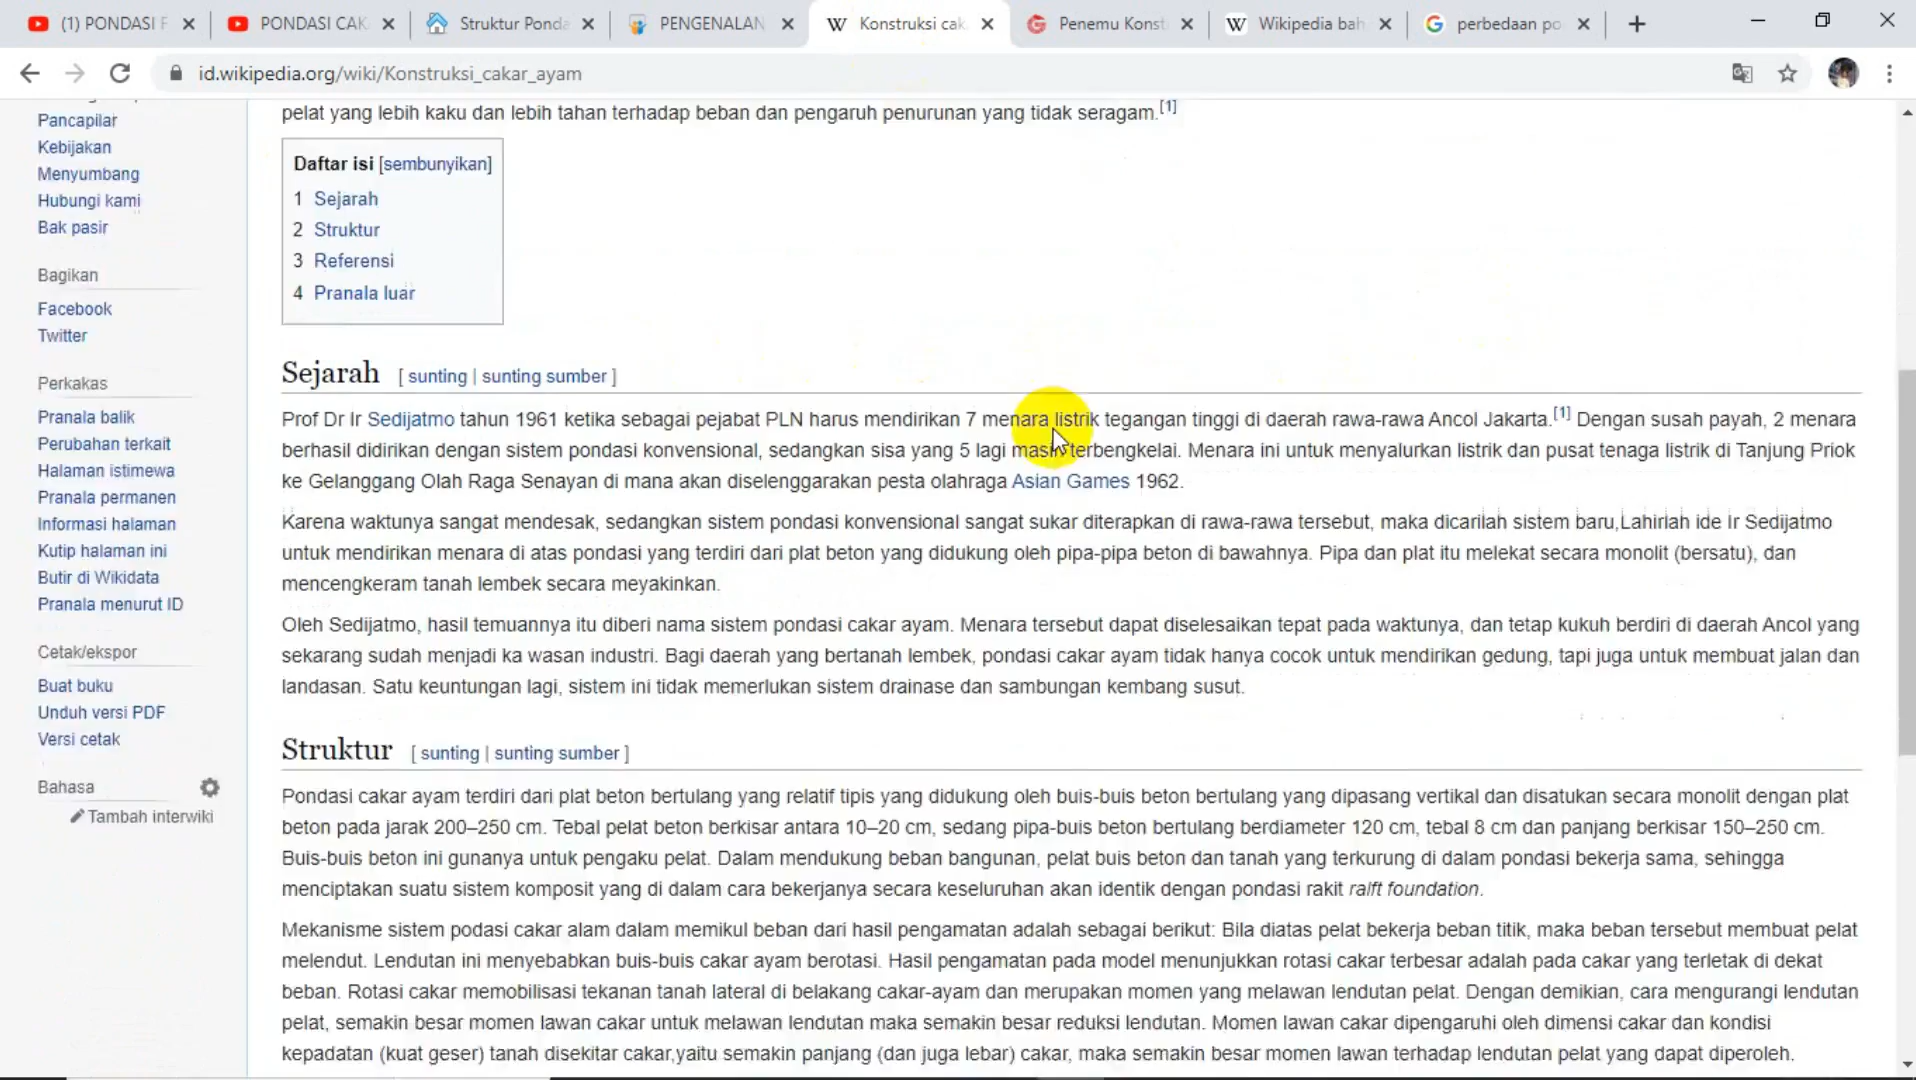 (1) PONDASI F
PONDASI CAK
Struktur Ponda
PENGENALAN
Konstruksi cak
Penemu Konst
Wikipedia bah
perbedaan po
id.wikipedia.org/wiki/Konstruksi_cakar_ayam
Pancapilar
Kebijakan
Menyumbang
Hubungi kami
Bak pasir
Bagikan
Facebook
Twitter
Perkakas
Pranala balik
Perubahan terkait
Halaman istimewa
Pranala permanen
Informasi halaman
Kutip halaman ini
Butir di Wikidata
Pranala menurut ID
Cetak/ekspor
Buat buku
Unduh versi PDF
Versi cetak
Bahasa
Tambah interwiki
pelat yang lebih kaku dan lebih tahan terhadap beban dan pengaruh penurunan yang tidak seragam.[1]
Daftar isi [sembunyikan]
1 Sejarah
2 Struktur
3 Referensi
4 Pranala luar
Sejarah [ sunting | sunting sumber ]
Prof Dr Ir Sedijatmo tahun 1961 ketika sebagai pejabat PLN harus mendirikan 7 menara listrik tegangan tinggi di daerah rawa-rawa Ancol Jakarta.[1] Dengan susah payah, 2 menara
berhasil didirikan dengan sistem pondasi konvensional, sedangkan sisa yang 5 lagi masih terbengkelai. Menara ini untuk menyalurkan listrik dan pusat tenaga listrik di Tanjung Priok
ke Gelanggang Olah Raga Senayan di mana akan diselenggarakan pesta olahraga Asian Games 1962.
Karena waktunya sangat mendesak, sedangkan sistem pondasi konvensional sangat sukar diterapkan di rawa-rawa tersebut, maka dicarilah sistem baru,Lahiriah ide Ir Sedijatmo
untuk mendirikan menara di atas pondasi yang terdiri dari plat beton yang didukung oleh pipa-pipa beton di bawahnya. Pipa dan plat itu melekat secara monolit (bersatu), dan
mencengkeram tanah lembek secara meyakinkan.
Oleh Sedijatmo, hasil temuannya itu diberi nama sistem pondasi cakar ayam. Menara tersebut dapat diselesaikan tepat pada waktunya, dan tetap kukuh berdiri di daerah Ancol yang
sekarang sudah menjadi ka wasan industri. Bagi daerah yang bertanah lembek, pondasi cakar ayam tidak hanya cocok untuk mendirikan gedung, tapi juga untuk membuat jalan dan
landasan. Satu keuntungan lagi, sistem ini tidak memerlukan sistem drainase dan sambungan kembang susut.
Struktur [ sunting | sunting sumber ]
Pondasi cakar ayam terdiri dari plat beton bertulang yang relatif tipis yang didukung oleh buis-buis beton bertulang yang dipasang vertikal dan disatukan secara monolit dengan plat
beton pada jarak 200–250 cm. Tebal pelat beton berkisar antara 10–20 cm, sedang pipa-buis beton bertulang berdiameter 120 cm, tebal 8 cm dan panjang berkisar 150–250 cm.
Buis-buis beton ini gunanya untuk pengaku pelat. Dalam mendukung beban bangunan, pelat buis beton dan tanah yang terkurung di dalam pondasi bekerja sama, sehingga
menciptakan suatu sistem komposit yang di dalam cara bekerjanya secara keseluruhan akan identik dengan pondasi rakit ralft foundation.
Mekanisme sistem podasi cakar alam dalam memikul beban dari hasil pengamatan adalah sebagai berikut: Bila diatas pelat bekerja beban titik, maka beban tersebut membuat pelat
melendut. Lendutan ini menyebabkan buis-buis cakar ayam berotasi. Hasil pengamatan pada model menunjukkan rotasi cakar terbesar adalah pada cakar yang terletak di dekat
beban. Rotasi cakar memobilisasi tekanan tanah lateral di belakang cakar-ayam dan merupakan momen yang melawan lendutan pelat. Dengan demikian, cara mengurangi lendutan
pelat, semakin besar momen lawan cakar untuk melawan lendutan maka semakin besar reduksi lendutan. Momen lawan cakar dipengaruhi oleh dimensi cakar dan kondisi
kepadatan (kuat geser) tanah disekitar cakar,yaitu semakin panjang (dan juga lebar) cakar, maka semakin besar momen lawan terhadap lendutan pelat yang dapat diperoleh.